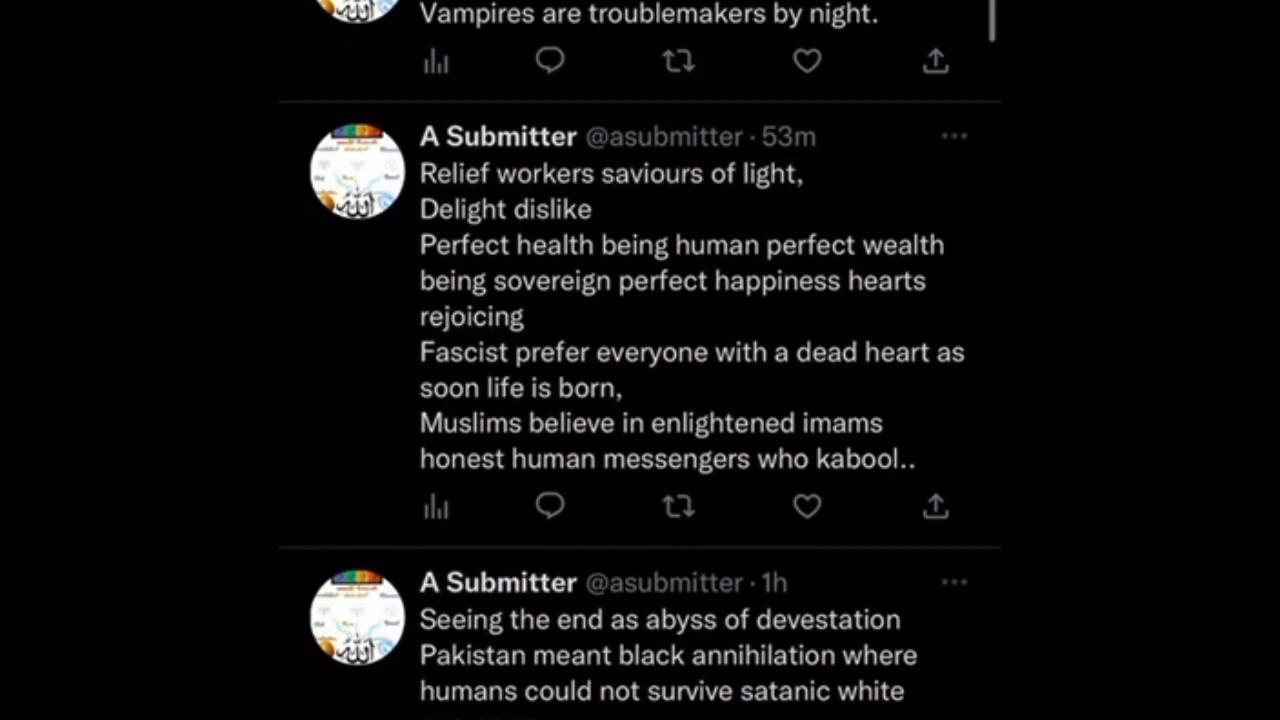 Vampires are troublemakers by night.
A Submitter @asubmitter · 53m
Relief workers saviours of light,
Delight dislike
Perfect health being human perfect wealth
being sovereign perfect happiness hearts
rejoicing
Fascist prefer everyone with a dead heart as
soon life is born,
Muslims believe in enlightened imams
honest human messengers who kabool..
A Submitter @asubmitter · 1h
Seeing the end as abyss of devestation
Pakistan meant black annihilation where
humans could not survive satanic white